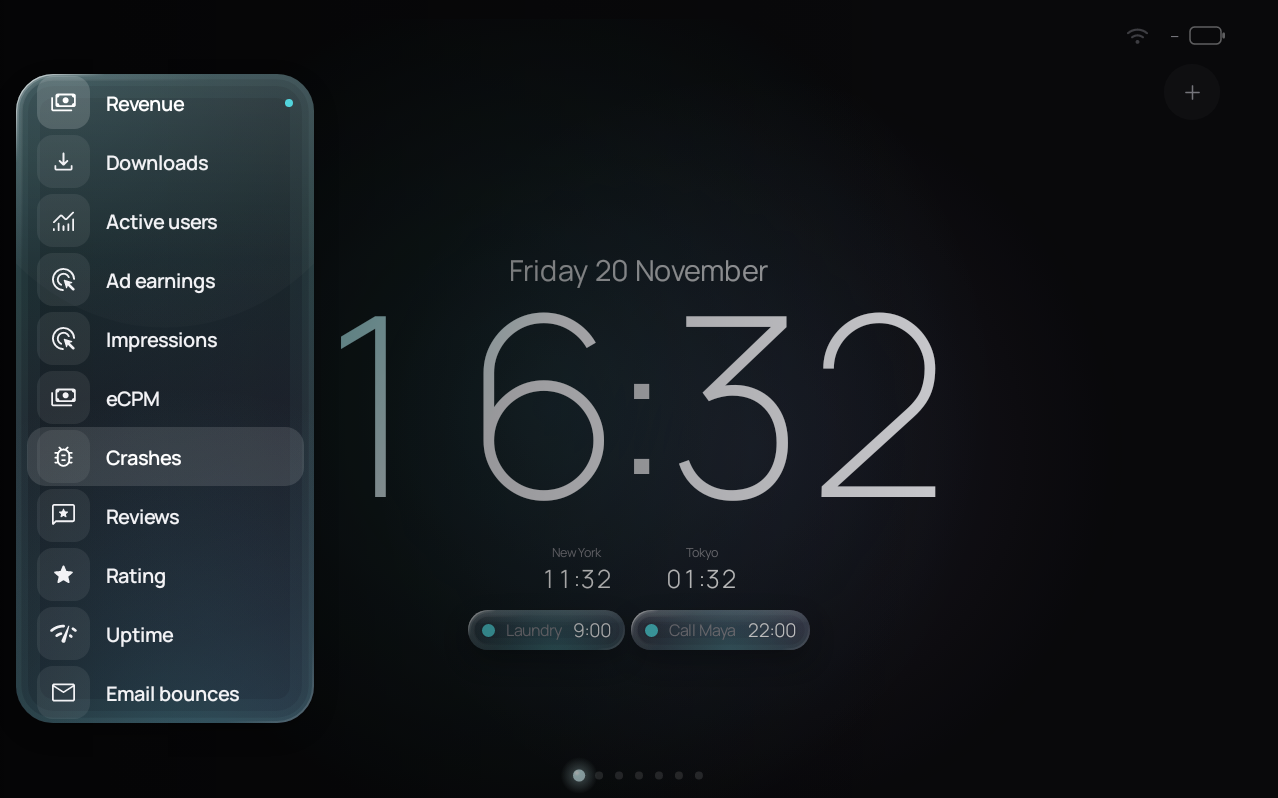 Revenue
Downloads
Active users
Ad earnings
Impressions
eCPM
Crashes
Reviews
Rating
Uptime
Email bounces
Friday 20 November
16:32
New York
11:32
Tokyo
01:32
Laundry 9:00
Call Maya 22:00